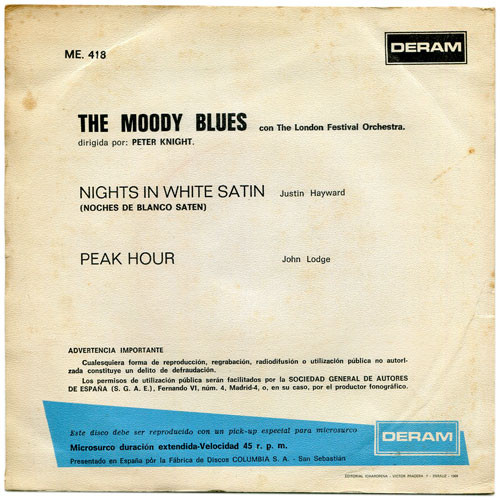 ME. 418
DERAM
THE MOODY BLUES con The London Festival Orchestra.
dirigida por: PETER KNIGHT.
NIGHTS IN WHITE SATIN Justin Hayward
(NOCHES DE BLANCO SATEN)
PEAK HOUR John Lodge
ADVERTENCIA IMPORTANTE
Cualesquiera forma de reproducción, regrabación, radiodifusión o utilización pública no autorizada
constituye un delito de defraudación.
Los permisos de utilización pública serán facilitados por la SOCIEDAD GENERAL DE AUTORES
DE ESPAÑA (S. G. A. E.), Fernando VI, núm. 4, Madrid-4, o, en su caso, por el productor fonográfico.
Este disco debe ser reproducido con un pick-up especial para microsurco
Microsurco duración extendida-Velocidad 45 r. p. m.
Presentado en España pór la Fábrica de Discos COLUMBIA S. A. - San Sebastián
DERAM